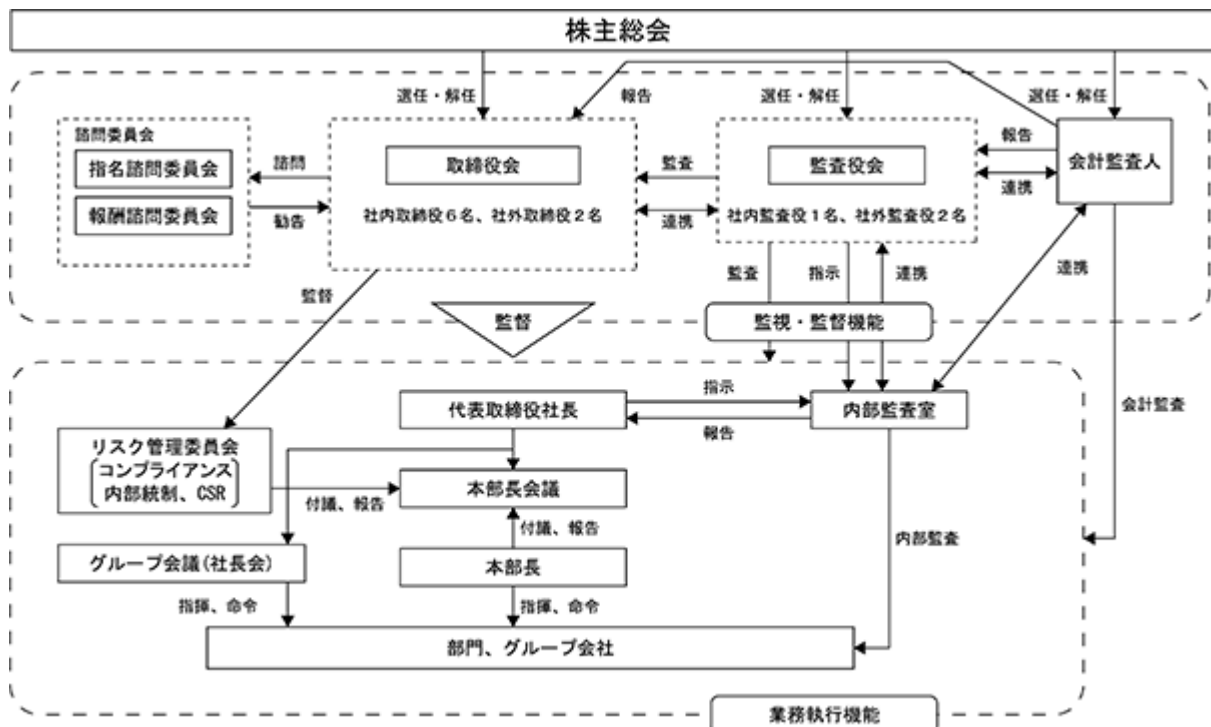 株主総会
選任・解任
報告
選任・解任
選任・解任
諮問委員会
指名諮問委員会
報酬諮問委員会
諮問
勧告
取締役会
社内取締役6名、社外取締役2名
監査
連携
監査役会
社内監査役1名、社外監査役2名
報告
連携
会計監査人
監督
監督
監査
指示
連携
連携
監視・監督機能
代表取締役社長
指示
報告
内部監査室
会計監査
リスク管理委員会
コンプライアンス
内部統制、CSR
付議、報告
本部長会議
付議、報告
内部監査
グループ会議(社長会)
本部長
指揮、命令
指揮、命令
部門、グループ会社
業務執行機能